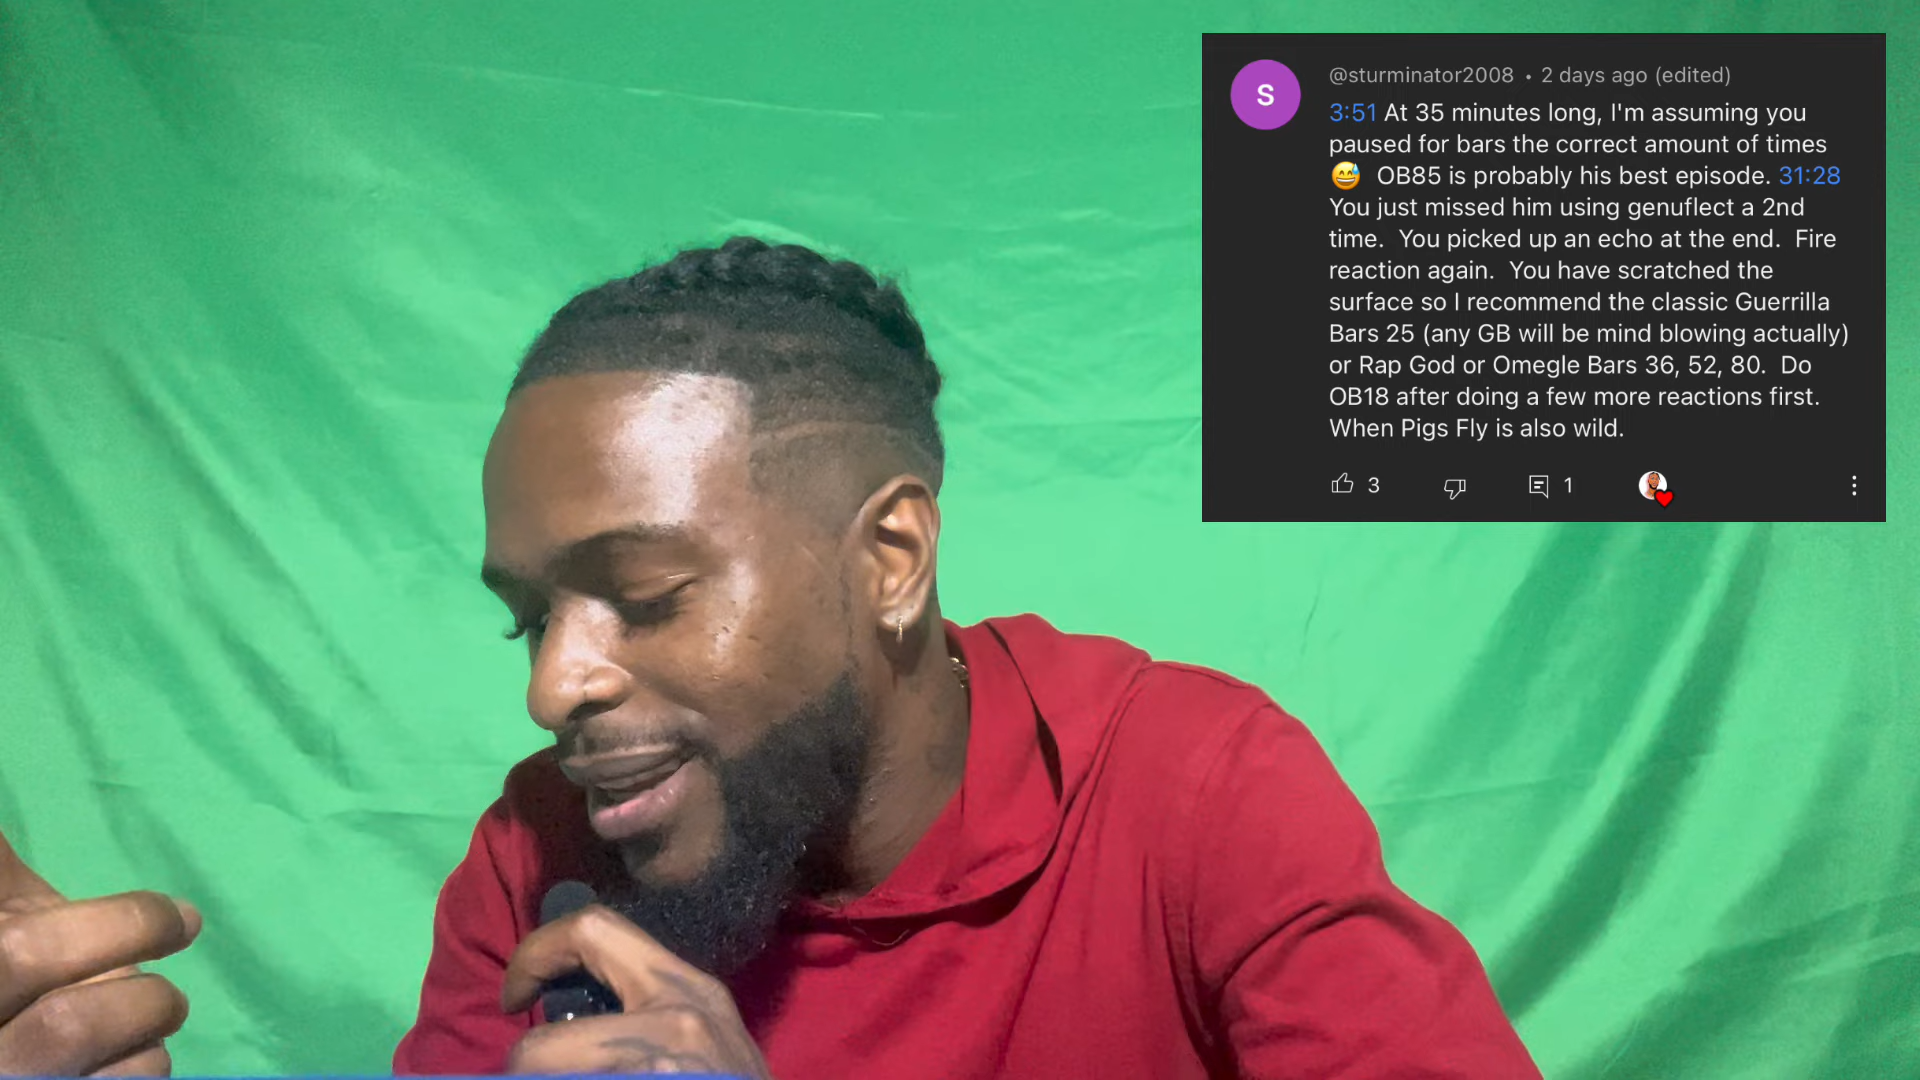 S
@sturminator2008 • 2 days ago (edited)
3:51 At 35 minutes long, I'm assuming you
paused for bars the correct amount of times
😅 OB85 is probably his best episode. 31:28
You just missed him using genuflect a 2nd
time.  You picked up an echo at the end.  Fire
reaction again.  You have scratched the
surface so I recommend the classic Guerrilla
Bars 25 (any GB will be mind blowing actually)
or Rap God or Omegle Bars 36, 52, 80.  Do
OB18 after doing a few more reactions first.
When Pigs Fly is also wild.
3 1